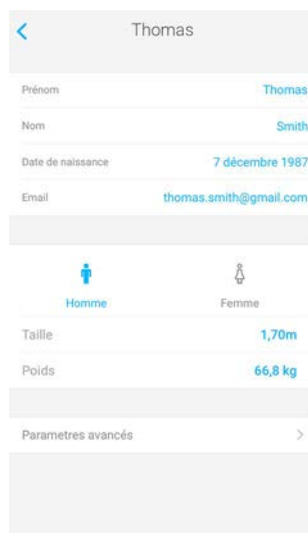 Thomas
Prénom Thomas
Nom Smith
Date de naissance 7 décembre 1987
Email thomas.smith@gmail.com
Homme Femme
Taille 1,70m
Poids 66,8 kg
Parametres avancés